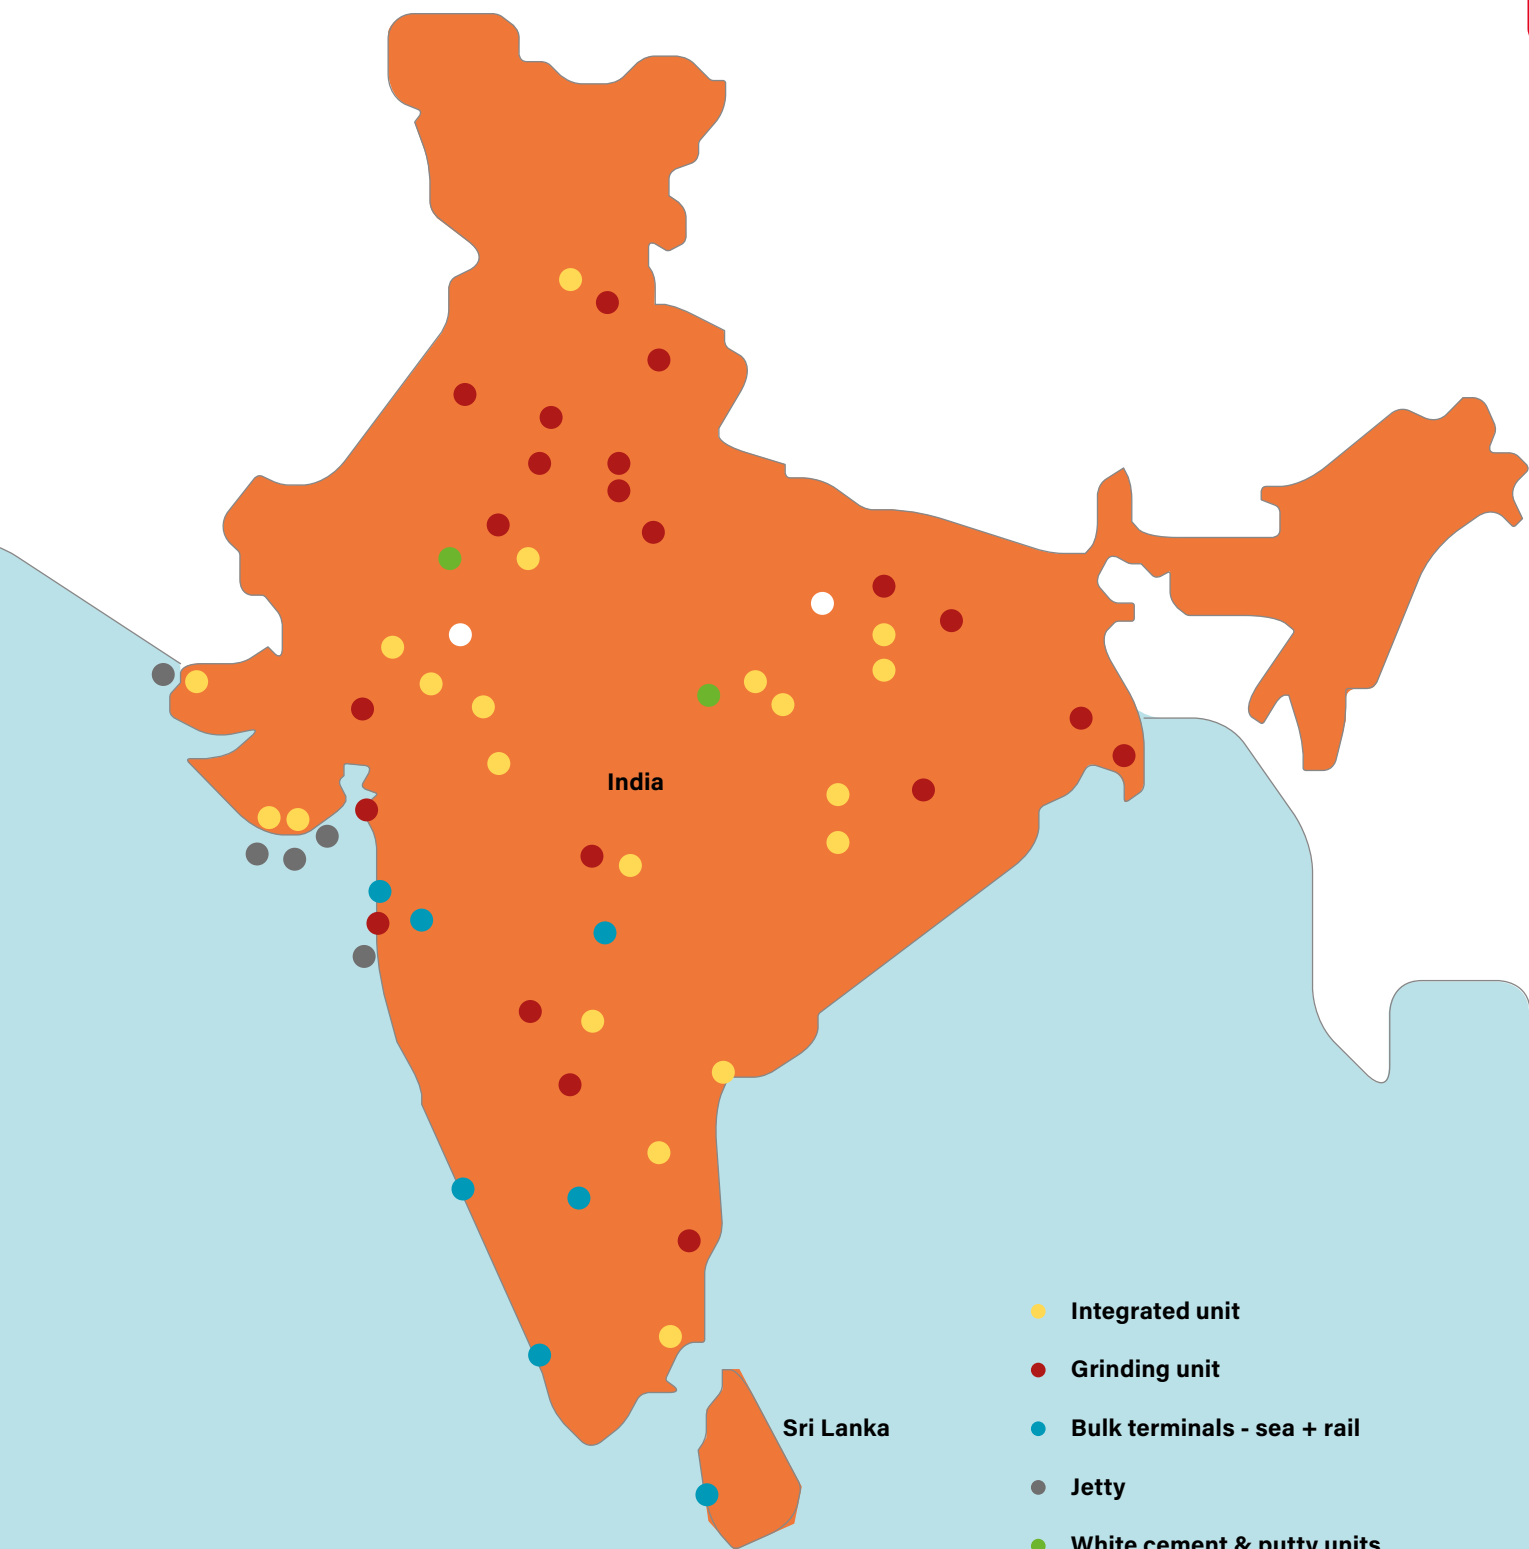 India
Integrated unit
Grinding unit
Bulk terminals - sea + rail
Sri Lanka
Jetty
White cement & putty units